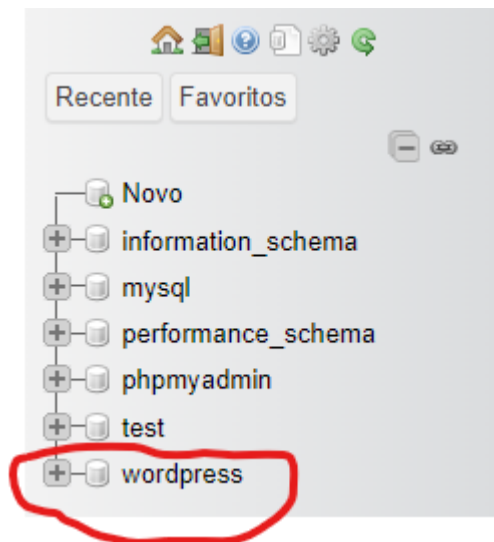 Recente Favoritos
Novo
information_schema
mysql
performance_schema
phpmyadmin
test
wordpress